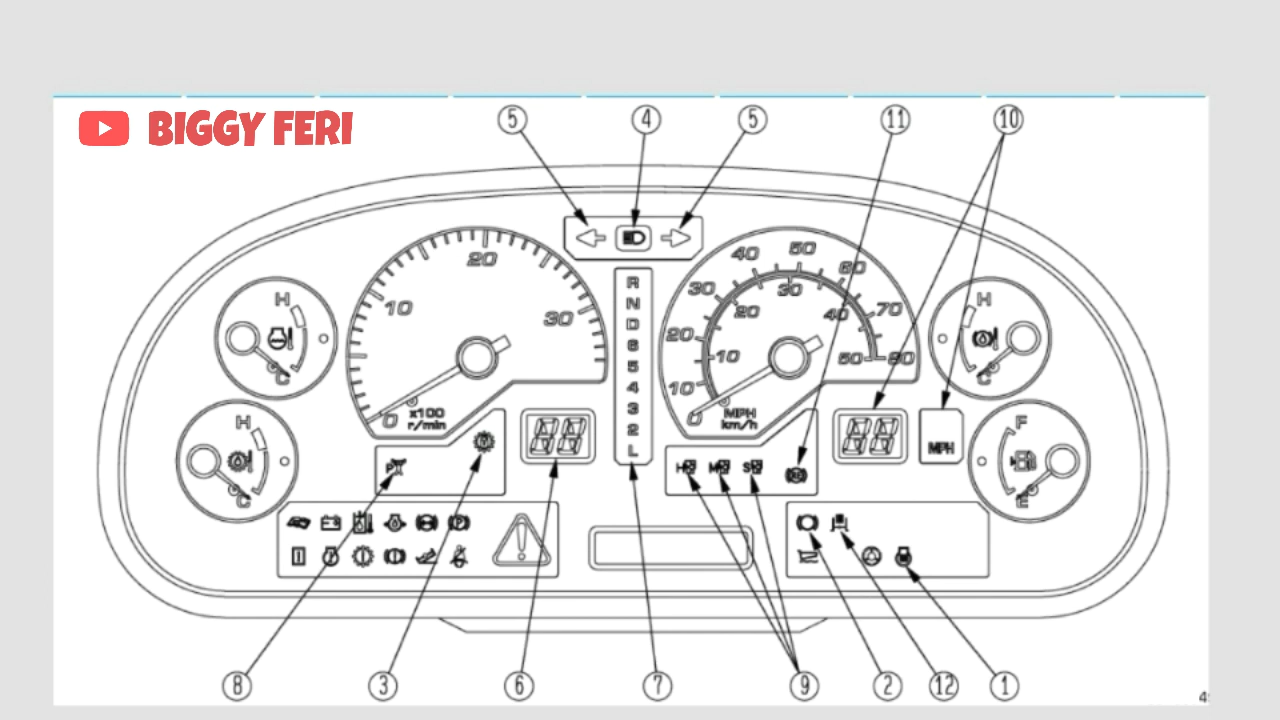 BIGGY FERI
5 4 5 11 10
20
10
30
0
x100
r/min
R
N
D
6
5
4
3
2
L
50
40 60
30 30 70
20 40
20
10 50 80
10
0
MPH
km/h
H
C
H
C
H
C
F
E
88
88
MPH
P
H M S
8 3 6 7 9 2 12 1